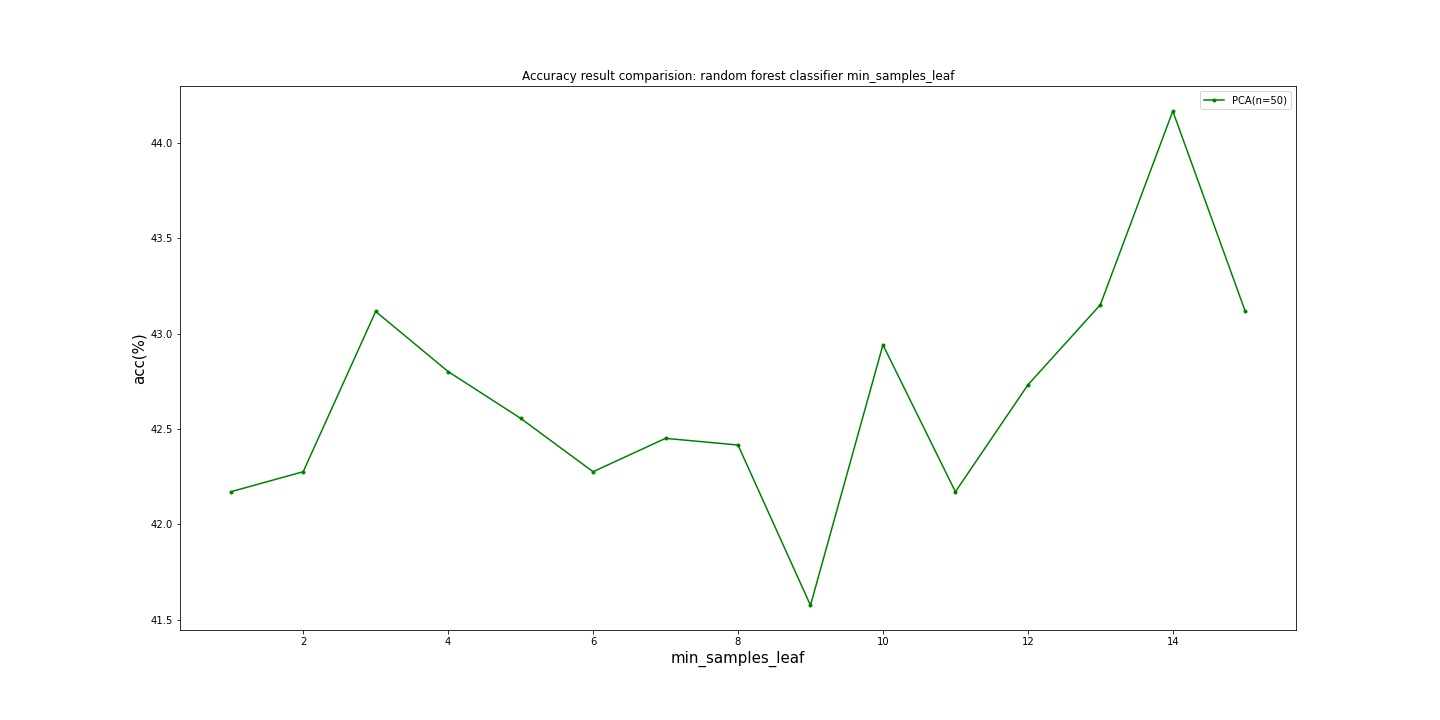 Accuracy result comparision: random forest classifier min_samples_leaf
PCA(n=50)
44.0
43.5
43.0
42.5
42.0
41.5
acc(%)
2 4 6 8 10 12 14
min_samples_leaf